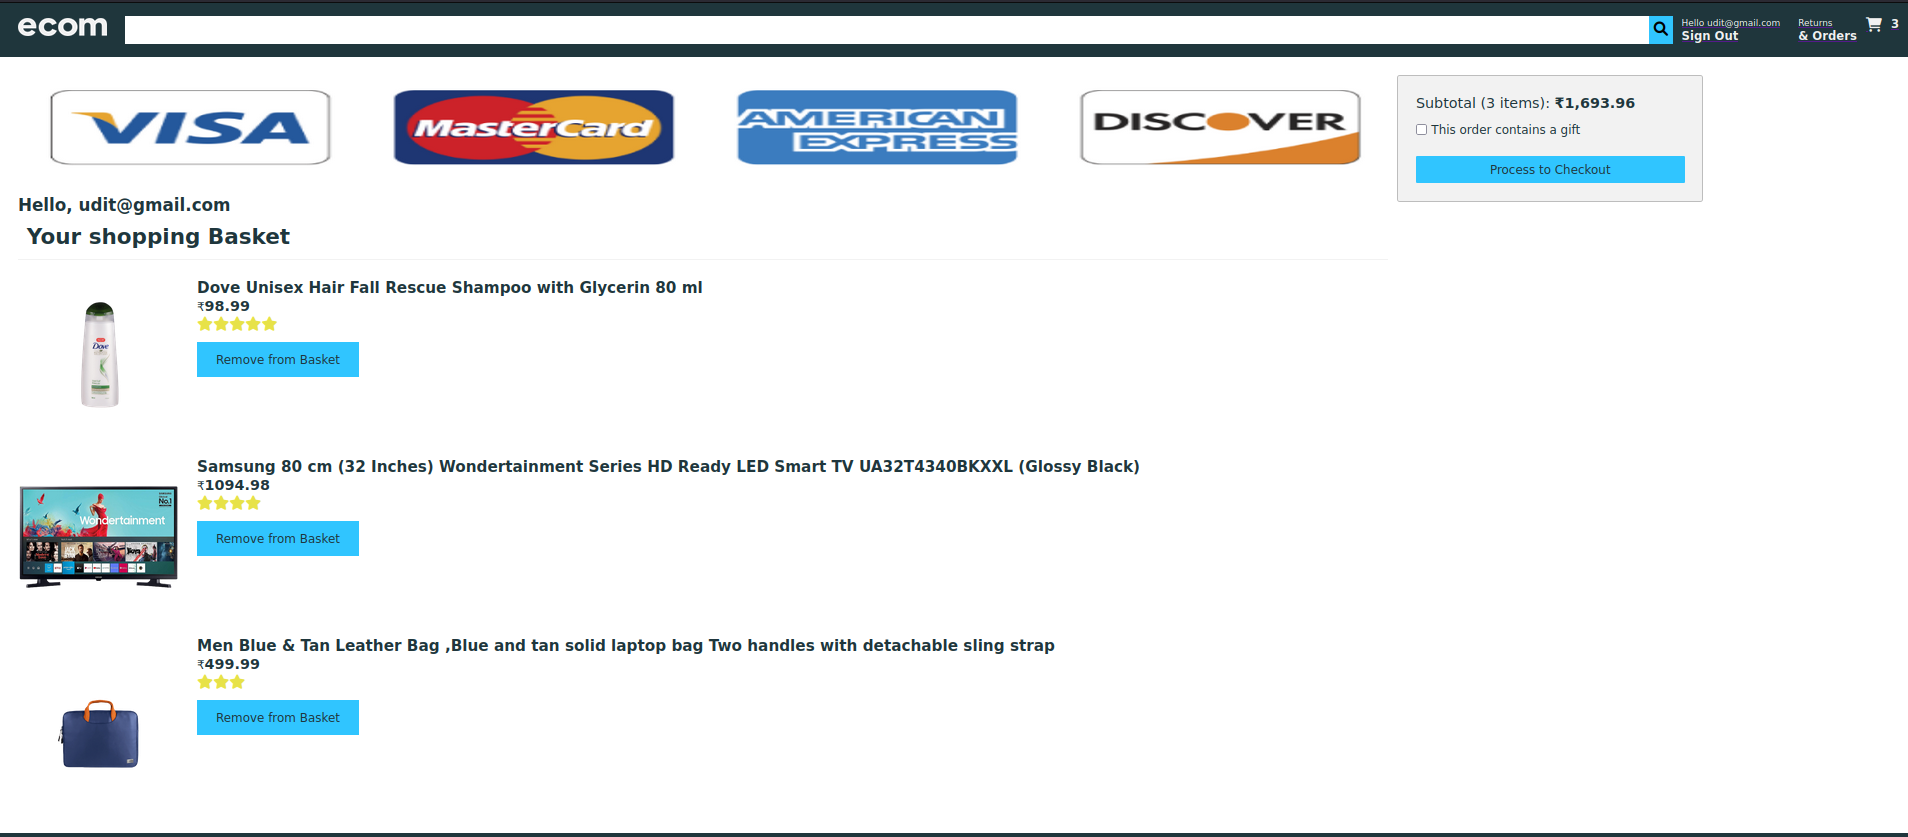 ecom
Hello udit@gmail.com
Sign Out
Returns
& Orders
3
VISA
MasterCard
AMERICAN
EXPRESS
DISCOVER
Subtotal (3 items): ₹1,693.96
This order contains a gift
Process to Checkout
Hello, udit@gmail.com
Your shopping Basket
Dove Unisex Hair Fall Rescue Shampoo with Glycerin 80 ml
₹98.99
Dove
Remove from Basket
Samsung 80 cm (32 Inches) Wondertainment Series HD Ready LED Smart TV UA32T4340BKXXL (Glossy Black)
₹1094.98
No.1
Wondertainment
Remove from Basket
Men Blue & Tan Leather Bag ,Blue and tan solid laptop bag Two handles with detachable sling strap
₹499.99
Remove from Basket